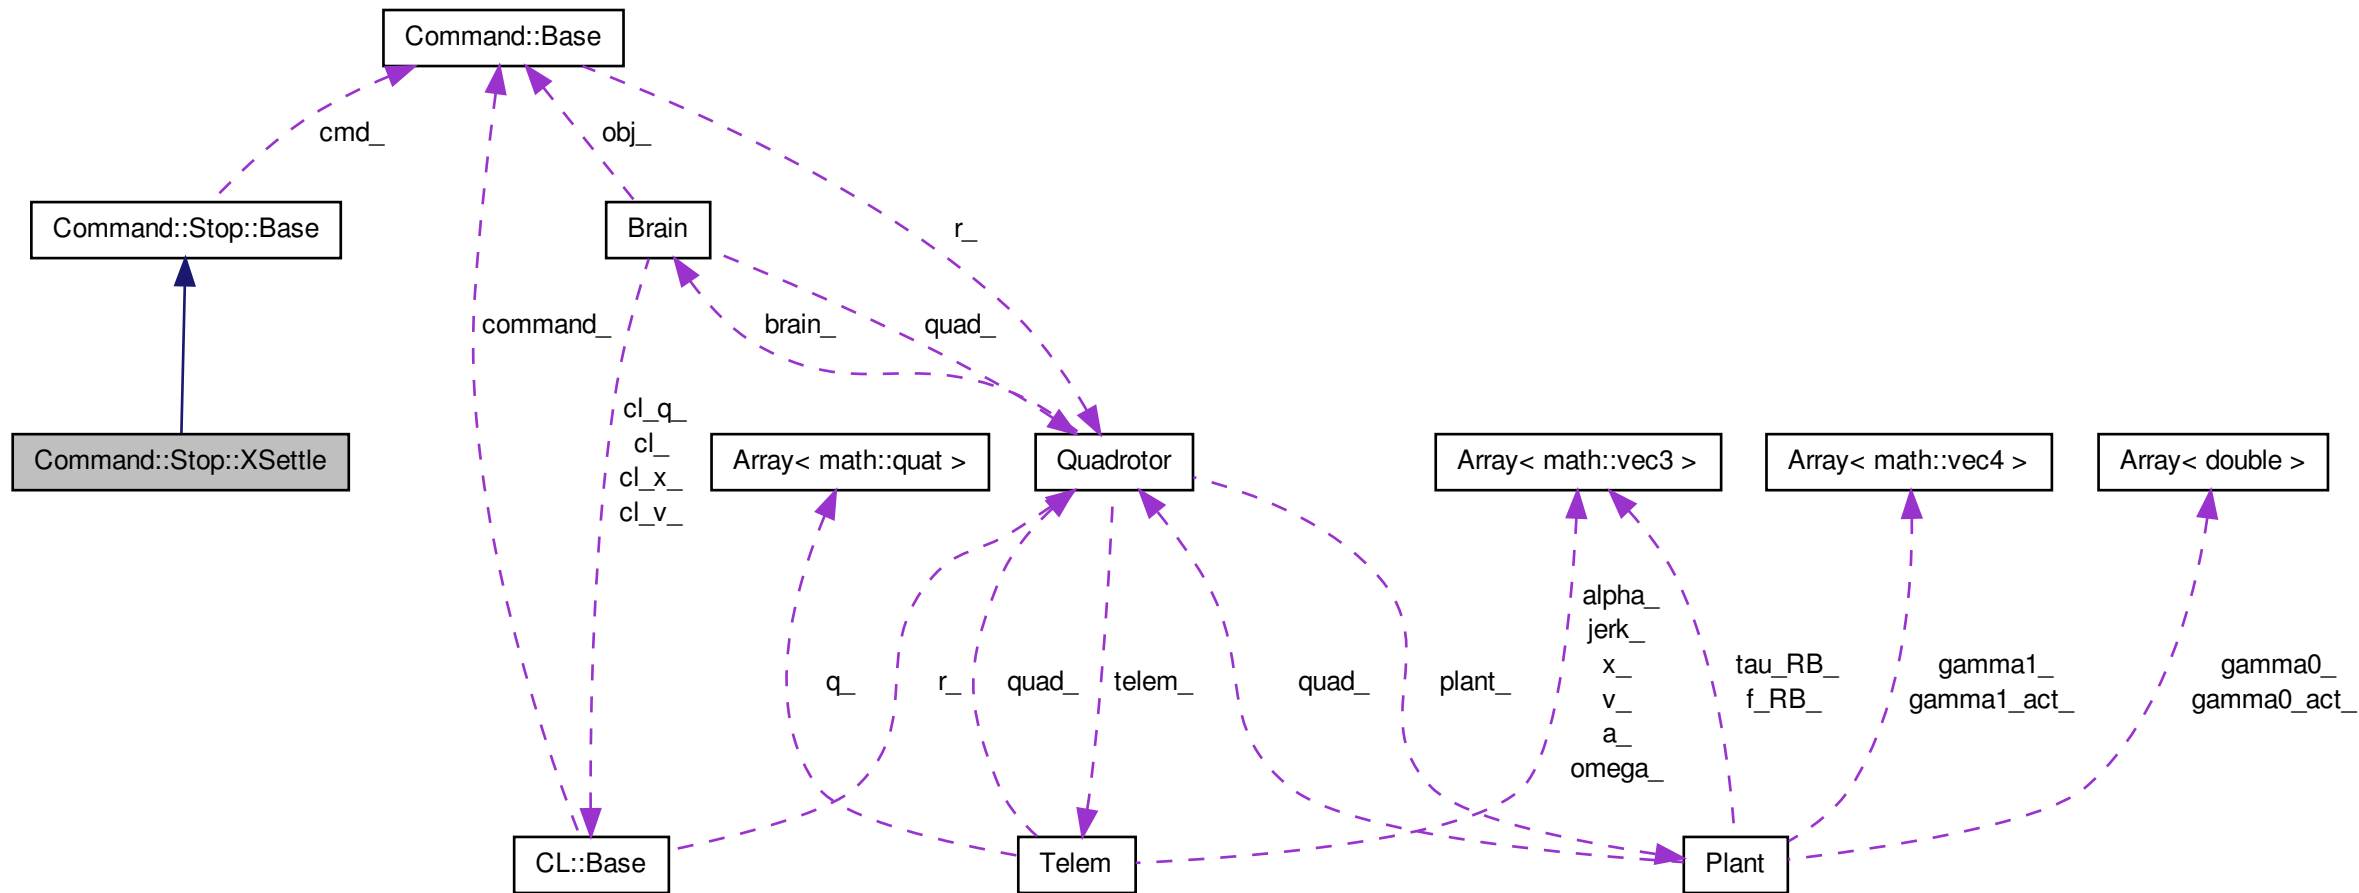 Command::Base
cmd_
obj_
Command::Stop::Base
Brain
r_
command_
brain_
quad_
cl_q_
cl_
cl_x_
cl_v_
Command::Stop::XSettle
Array< math::quat >
Quadrotor
Array< math::vec3 >
Array< math::vec4 >
Array< double >
q_
r_
quad_
telem_
quad_
plant_
alpha_
jerk_
x_
v_
a_
omega_
tau_RB_
f_RB_
gamma1_
gamma1_act_
gamma0_
gamma0_act_
CL::Base
Telem
Plant